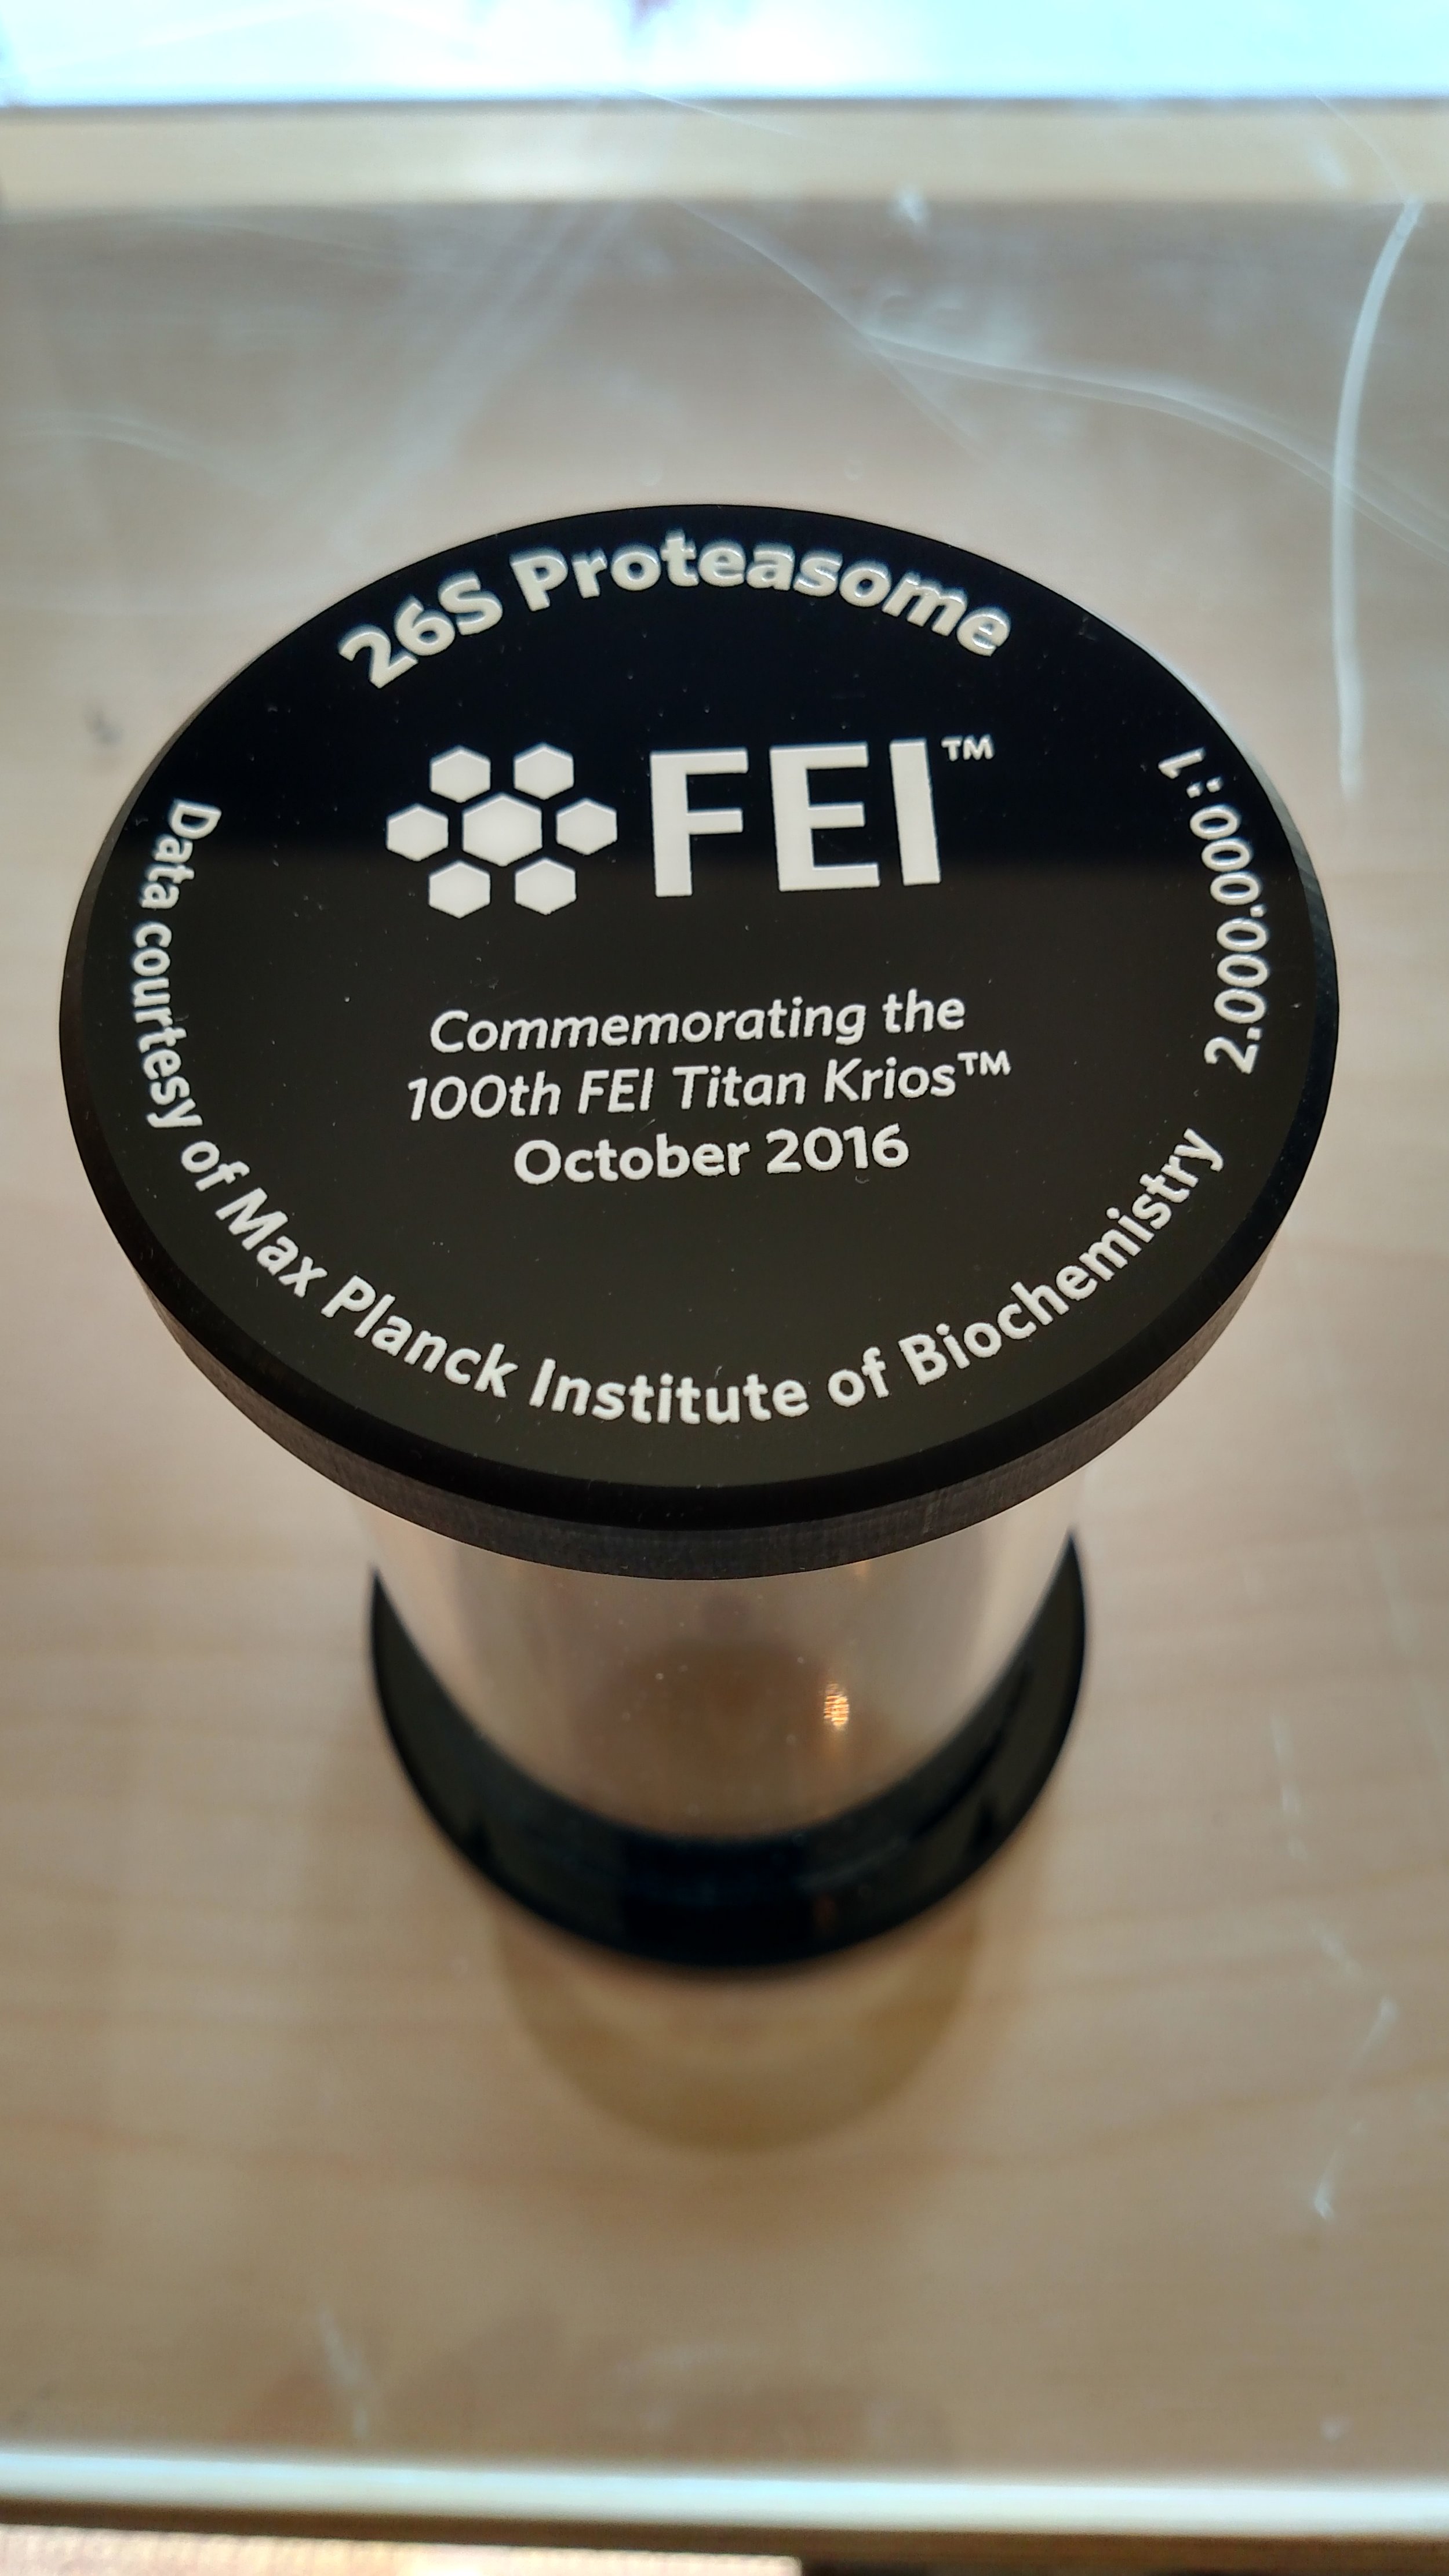 26S Proteasome
FEI™
Commemorating the
100th FEI Titan Krios™
October 2016
Data courtesy of Max Planck Institute of Biochemistry
2.000.000:1